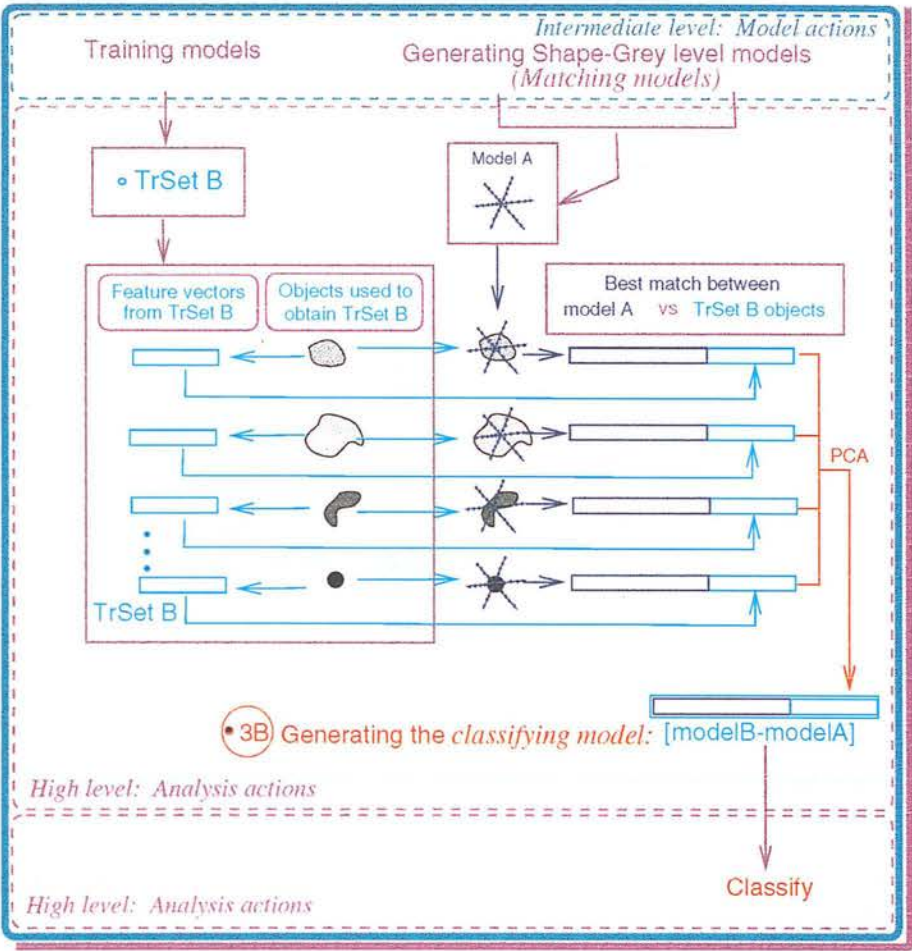 Intermediate level: Model actions
Training models
Generating Shape-Grey level models
(Matching models)
TrSet B
Model A
Feature vectors
from TrSet B
Objects used to
obtain TrSet B
Best match between
model A vs TrSet B objects
PCA
TrSet B
3B Generating the classifying model: [modelB-modelA]
High level: Analysis actions
Classify
High level: Analysis actions